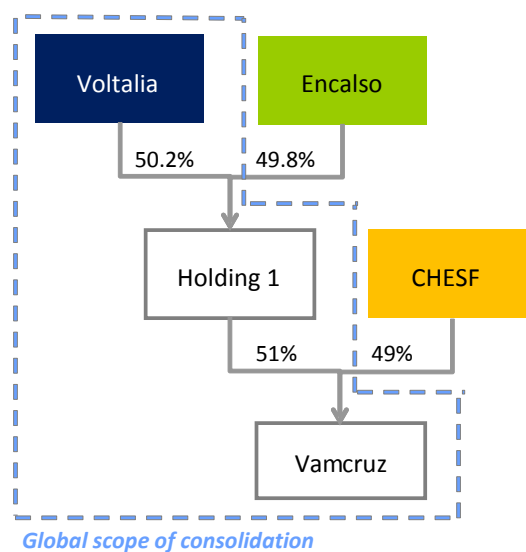 Voltalia
Encalso
50.2%
49.8%
Holding 1
CHESF
51%
49%
Vamcruz
Global scope of consolidation